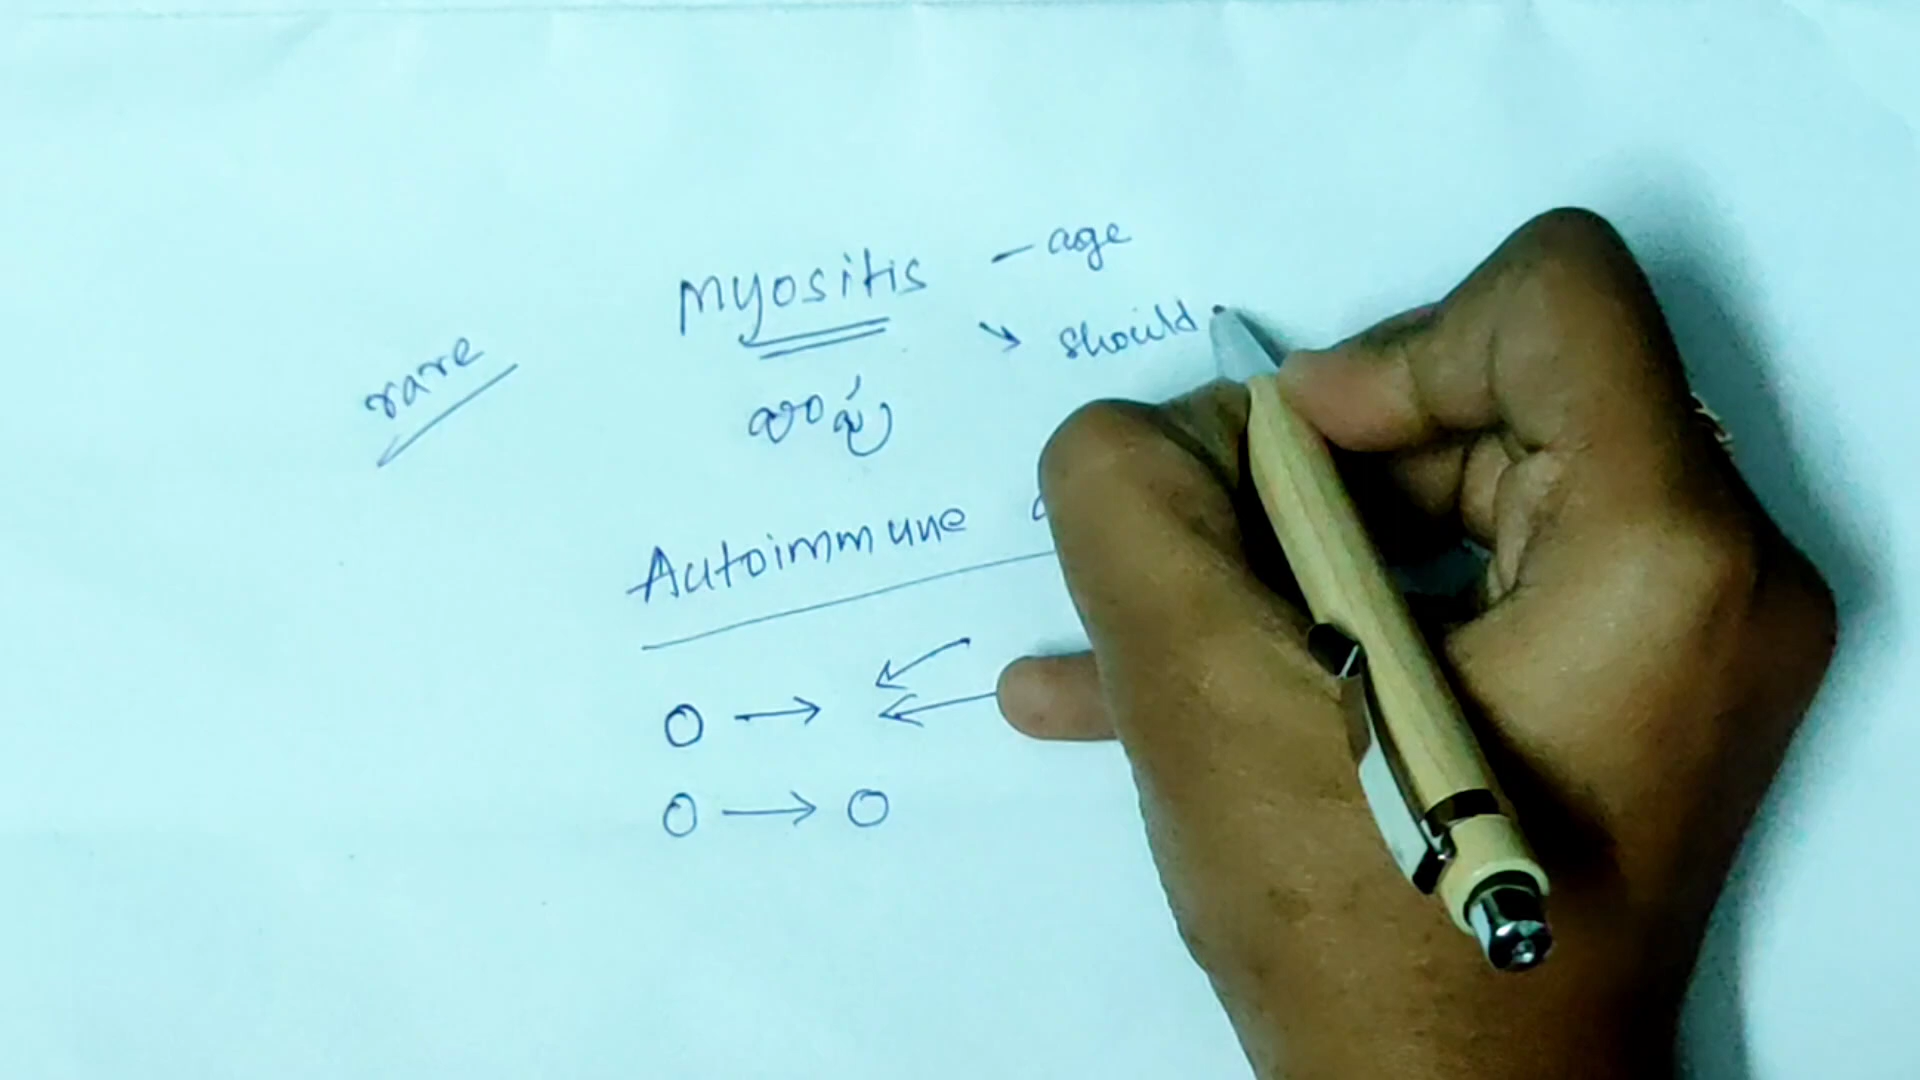 Myositis - age
→ should
rare
వాపు
Autoimmune
O → ←
O → O